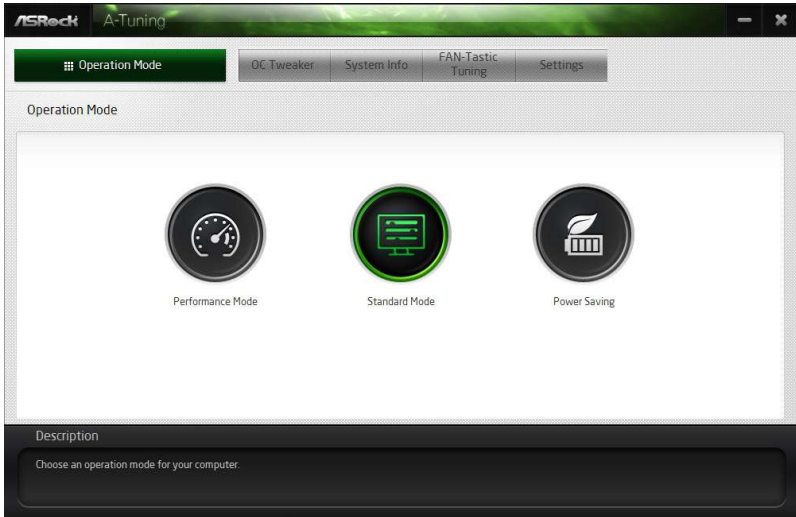 ASRock A-Tuning
Operation Mode OC Tweaker System Info FAN-Tastic Tuning Settings
Operation Mode
Performance Mode Standard Mode Power Saving
Description
Choose an operation mode for your computer.